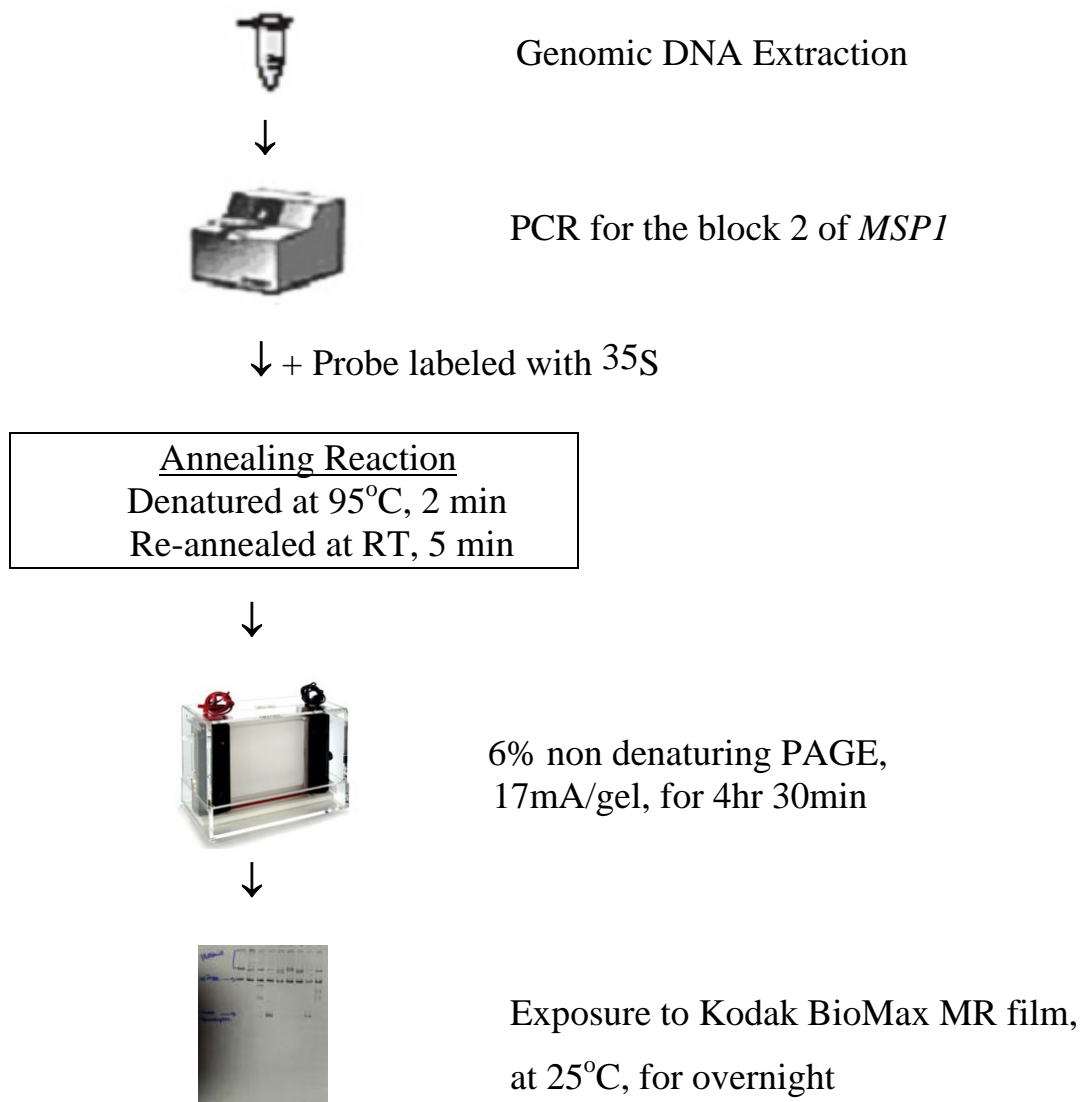 Genomic DNA Extraction
↓
PCR for the block 2 of MSP1
↓ + Probe labeled with 35S
Annealing Reaction
Denatured at 95°C, 2 min
Re-annealed at RT, 5 min
↓
6% non denaturing PAGE,
17mA/gel, for 4hr 30min
↓
Exposure to Kodak BioMax MR film,
at 25°C, for overnight